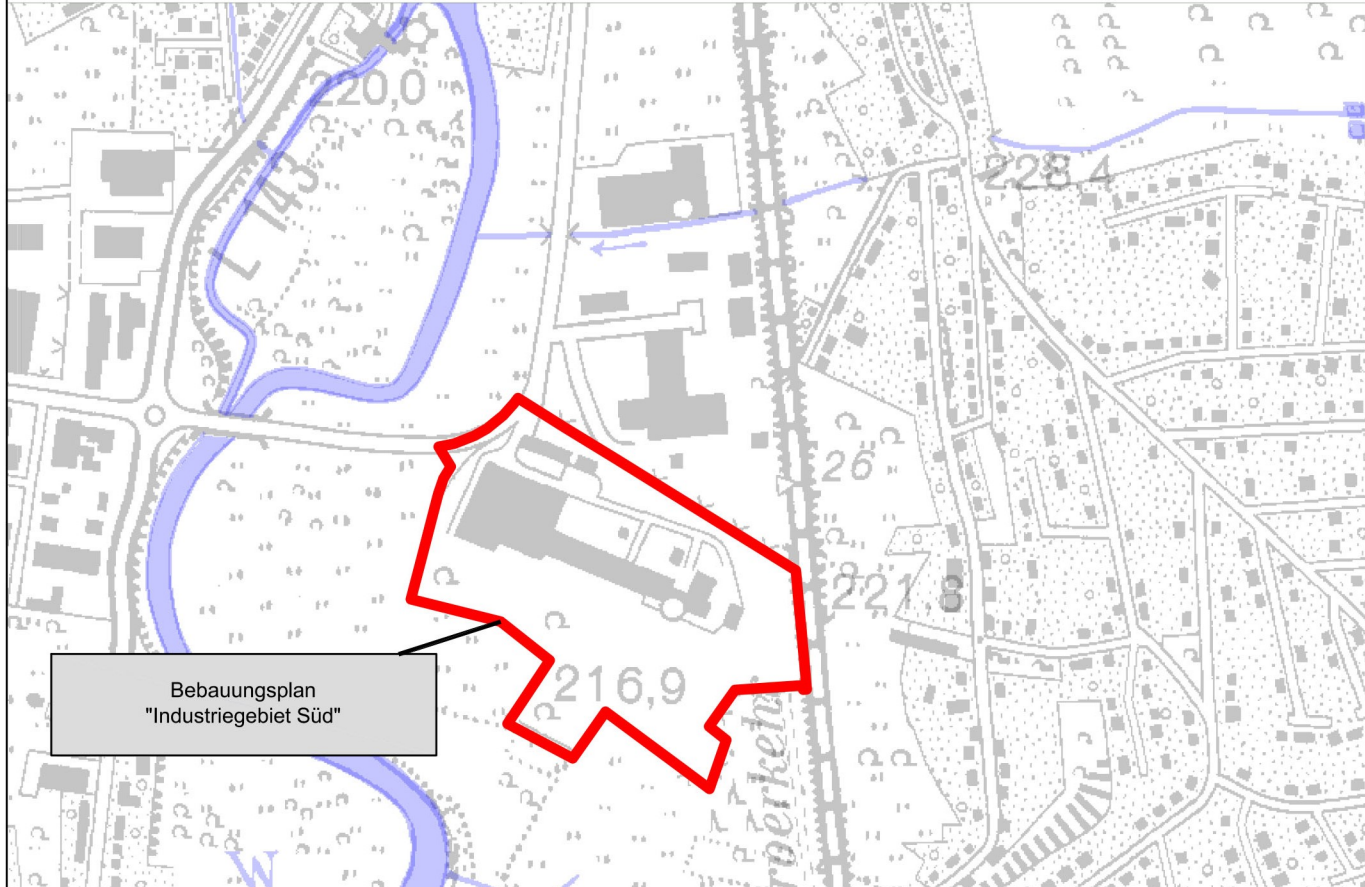 220,0
L 143
228,4
26
221,8
216,9
Bebauungsplan
"Industriegebiet Süd"
W